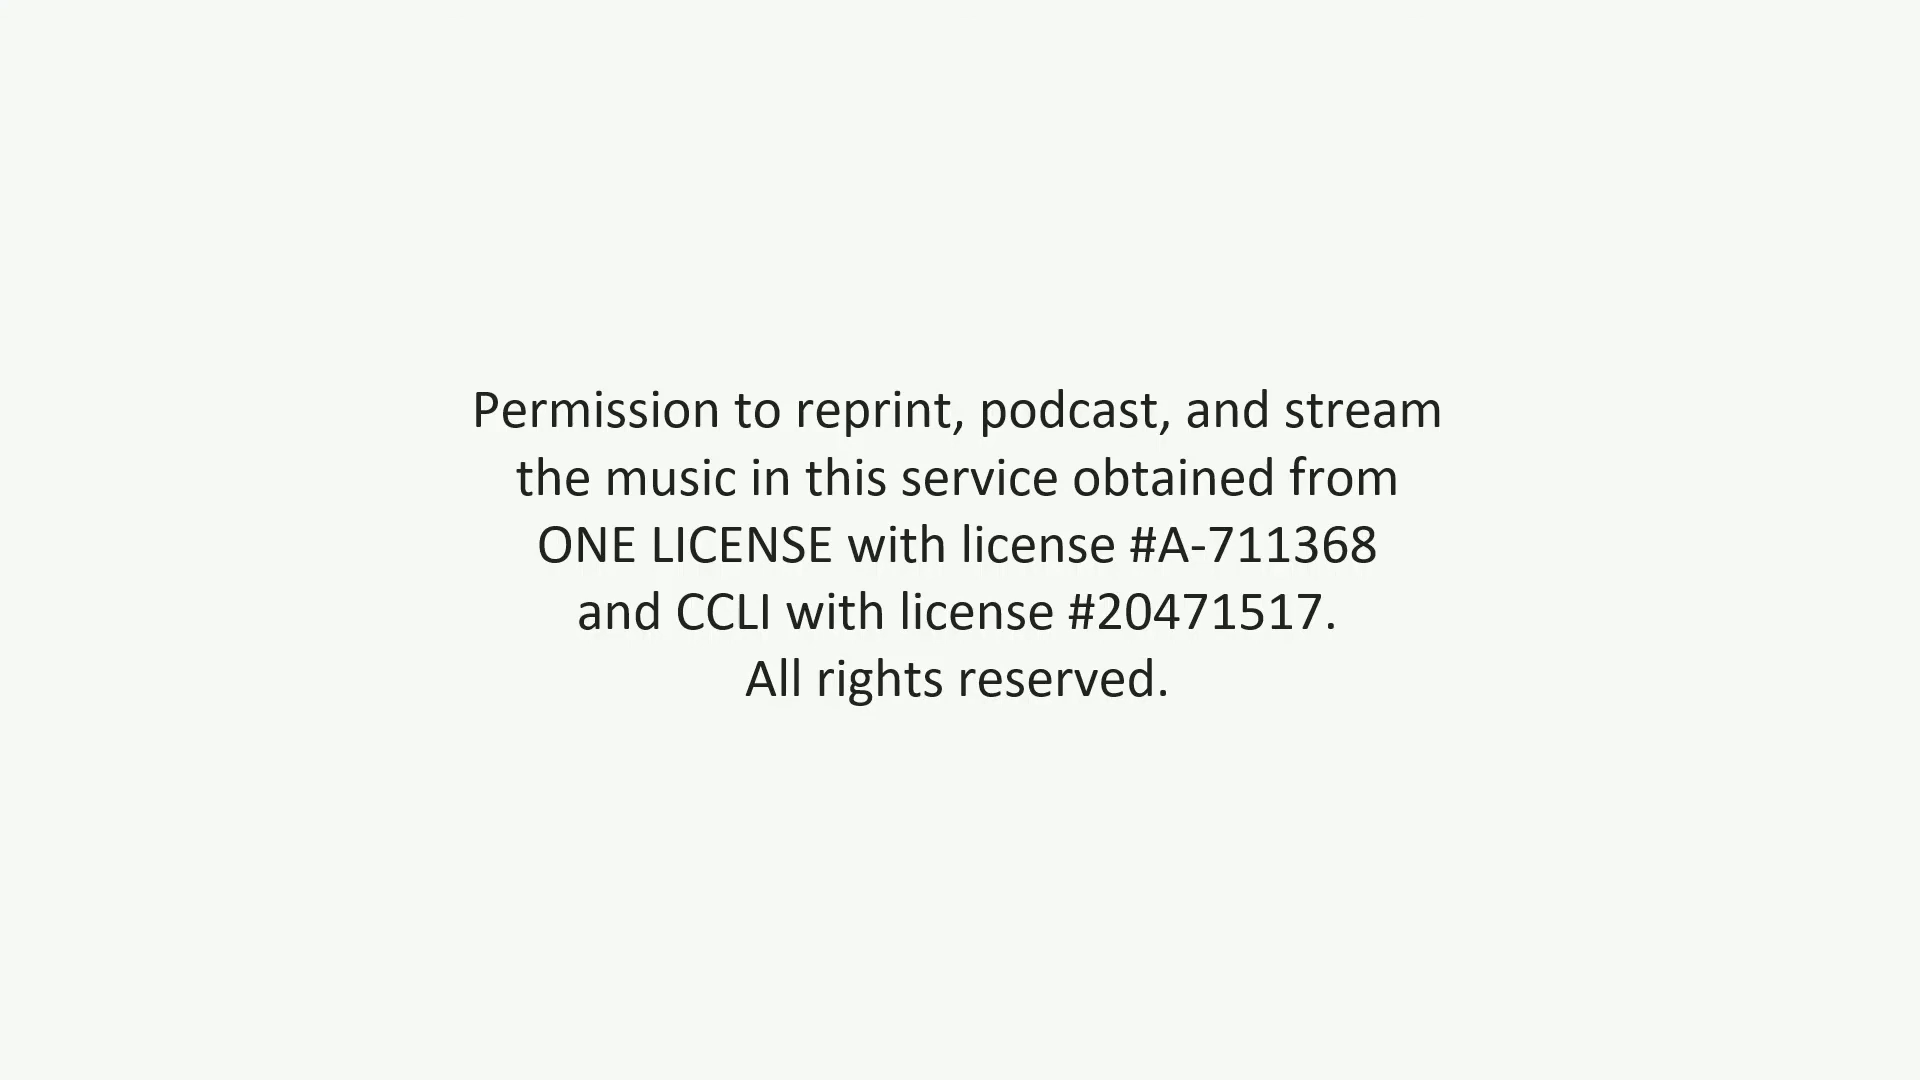 Permission to reprint, podcast, and stream
the music in this service obtained from
ONE LICENSE with license #A-711368
and CCLI with license #20471517.
All rights reserved.